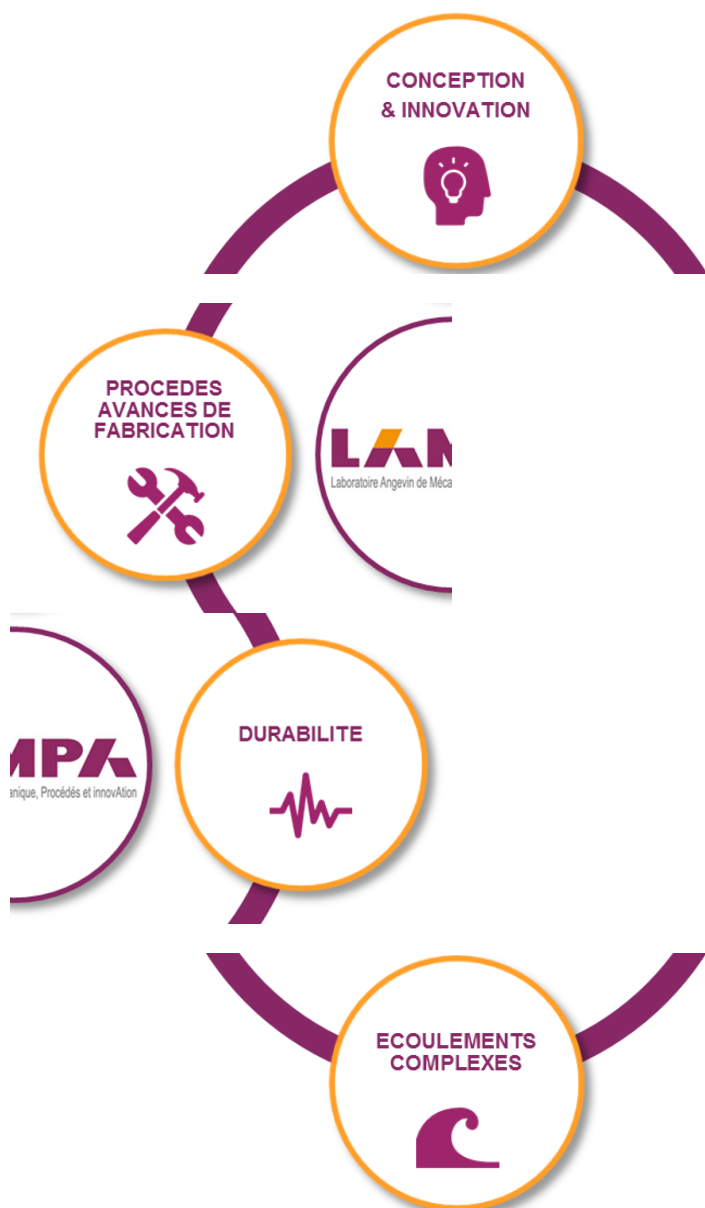 CONCEPTION
& INNOVATION
PROCEDES
AVANCES DE
FABRICATION
LAM
Laboratoire Angevin de Méca
DURABILITE
MPA
anique, Procédés et innovAtion
ECOULEMENTS
COMPLEXES